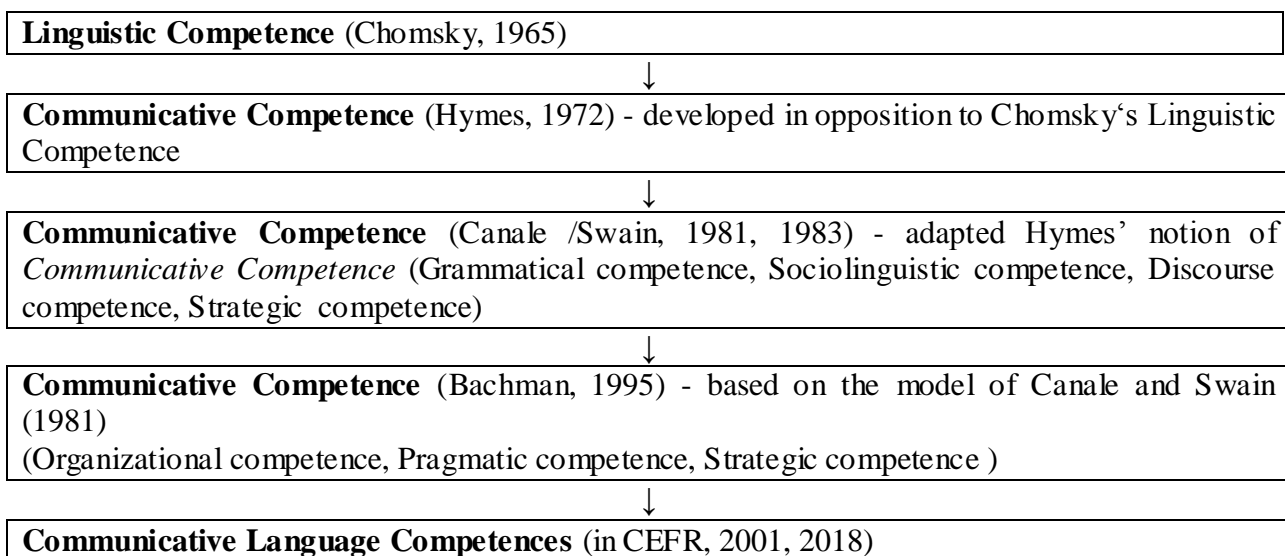 Linguistic Competence (Chomsky, 1965)
↓
Communicative Competence (Hymes, 1972) - developed in opposition to Chomsky‘s Linguistic
Competence
↓
Communicative Competence (Canale /Swain, 1981, 1983) - adapted Hymes’ notion of
Communicative Competence (Grammatical competence, Sociolinguistic competence, Discourse
competence, Strategic competence)
↓
Communicative Competence (Bachman, 1995) - based on the model of Canale and Swain
(1981)
(Organizational competence, Pragmatic competence, Strategic competence )
↓
Communicative Language Competences (in CEFR, 2001, 2018)